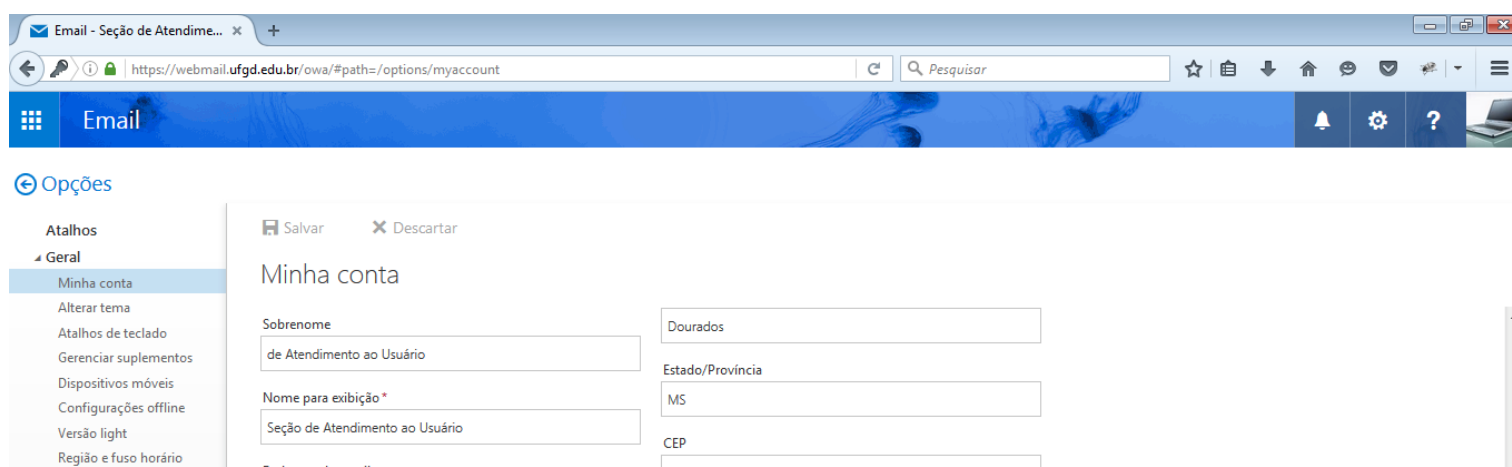 Email - Seção de Atendime...
https://webmail.ufgd.edu.br/owa/#path=/options/myaccount
Pesquisar
Email
?
Opções
Atalhos
Geral
Minha conta
Alterar tema
Atalhos de teclado
Gerenciar suplementos
Dispositivos móveis
Configurações offline
Versão light
Região e fuso horário
Salvar Descartar
Minha conta
Sobrenome
de Atendimento ao Usuário
Nome para exibição *
Seção de Atendimento ao Usuário
Dourados
Estado/Província
MS
CEP